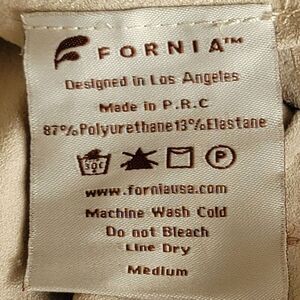 FORNIA™
Designed in Los Angeles
Made in P.R.C
87%Polyurethane13%Elastane
30C P
www.forniausa.com
Machine Wash Cold
Do not Bleach
Line Dry
Medium